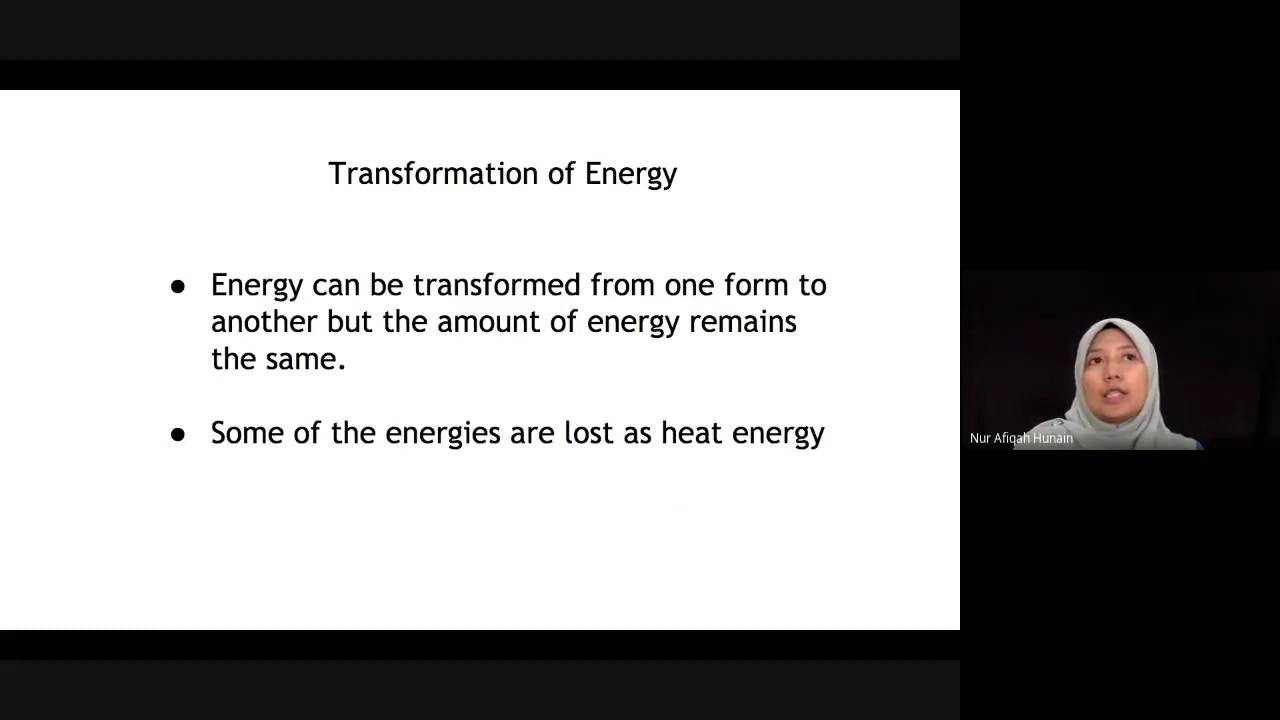 Transformation of Energy
● Energy can be transformed from one form to
another but the amount of energy remains
the same.
● Some of the energies are lost as heat energy
Nur Afiqah Hunain